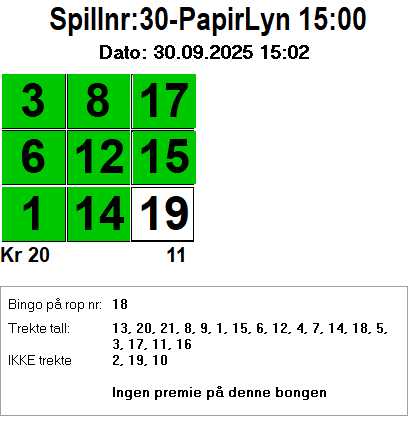 Spillnr:30-PapirLyn 15:00
Dato: 30.09.2025 15:02
3 8 17
6 12 15
1 14 19
Kr 20 11
Bingo på rop nr: 18
Trekte tall: 13, 20, 21, 8, 9, 1, 15, 6, 12, 4, 7, 14, 18, 5,
3, 17, 11, 16
IKKE trekte 2, 19, 10
Ingen premie på denne bongen